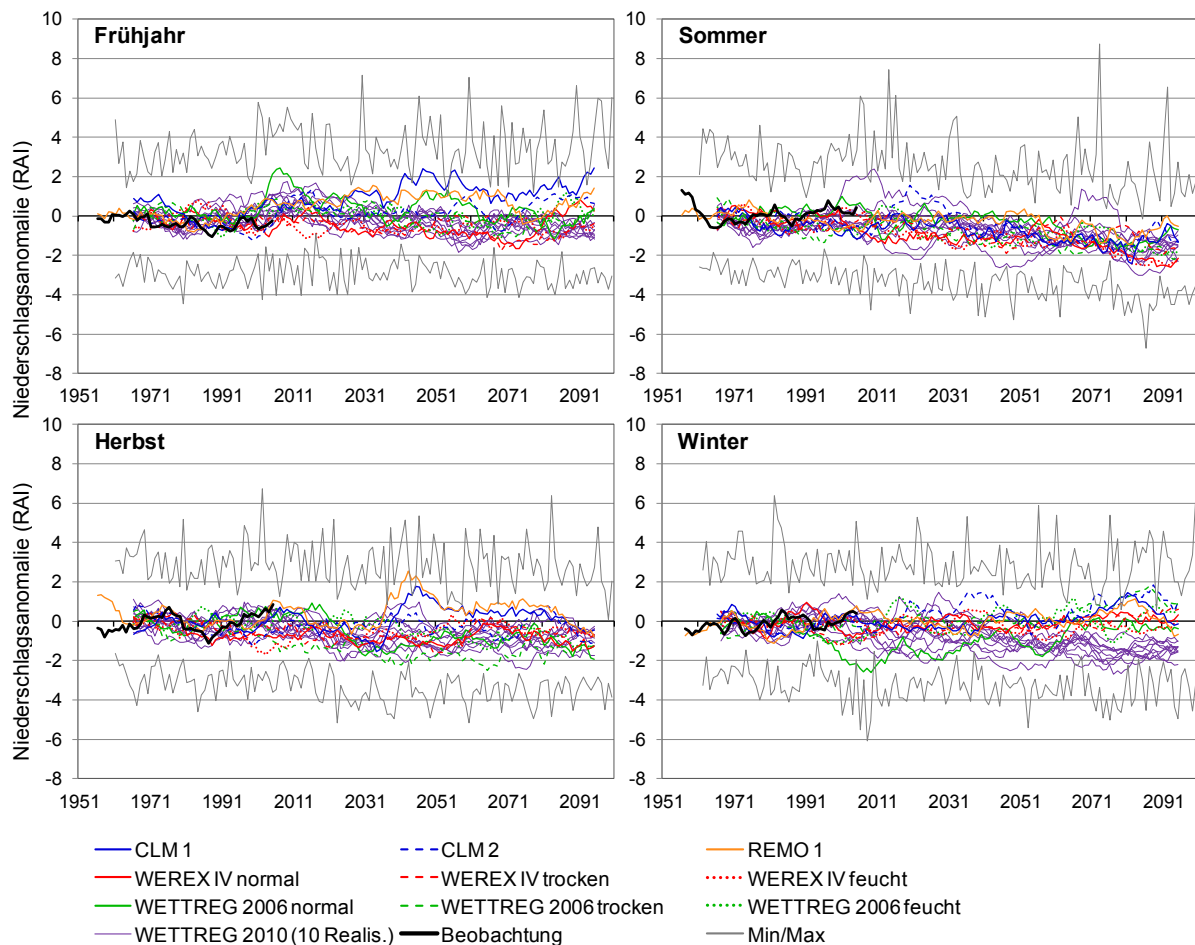 Frühjahr
Sommer
Niederschlagsanomalie (RAI)
10
8
6
4
2
0
-2
-4
-6
-8
1951 1971 1991 2011 2031 2051 2071 2091
10
8
6
4
2
0
-2
-4
-6
-8
1951 1971 1991 2011 2031 2051 2071 2091
Herbst
Winter
Niederschlagsanomalie (RAI)
10
8
6
4
2
0
-2
-4
-6
-8
1951 1971 1991 2011 2031 2051 2071 2091
10
8
6
4
2
0
-2
-4
-6
-8
1951 1971 1991 2011 2031 2051 2071 2091
CLM 1 CLM 2 REMO 1
WEREX IV normal WEREX IV trocken WEREX IV feucht
WETTREG 2006 normal WETTREG 2006 trocken WETTREG 2006 feucht
WETTREG 2010 (10 Realis.) Beobachtung Min/Max